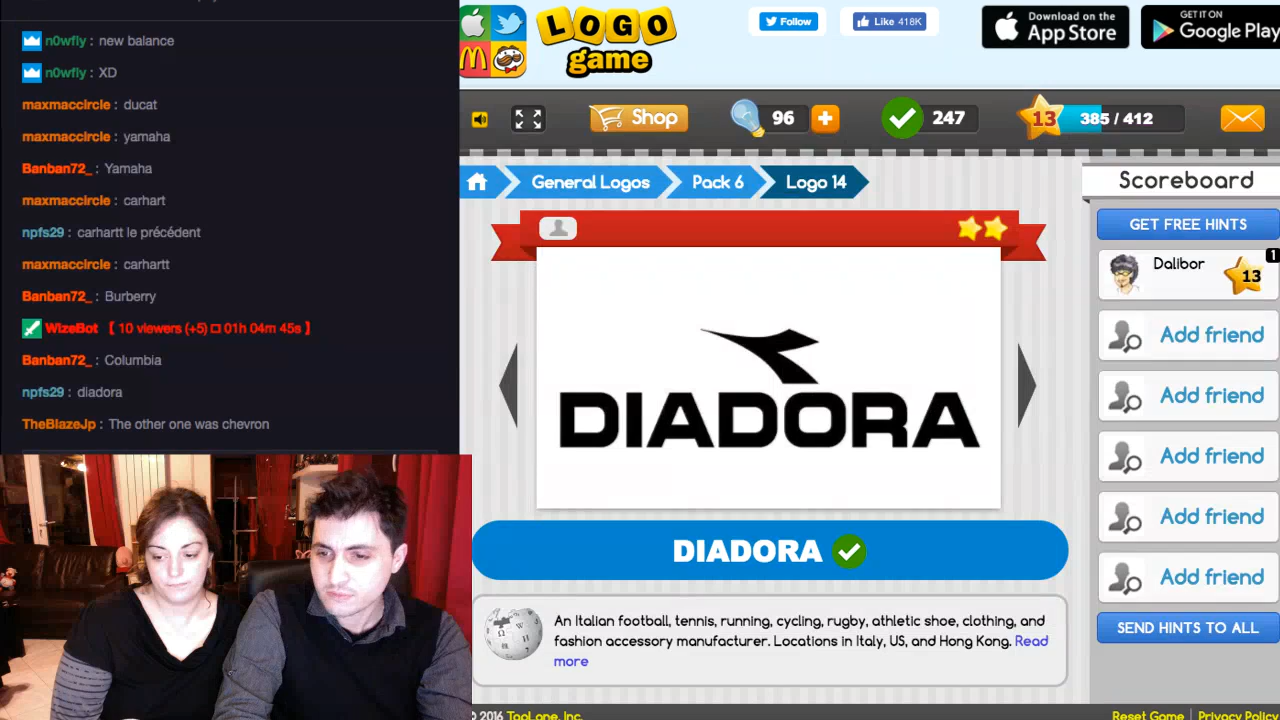 n0wfly : new balance
n0wfly : XD
maxmaccircle : ducat
maxmaccircle : yamaha
Banban72_ : Yamaha
maxmaccircle : carhart
npfs29 : carhartt le précédent
maxmaccircle : carhartt
Banban72_ : Burberry
WizeBot 【 10 viewers (+5) 01h 04m 45s 】
Banban72_ : Columbia
npfs29 : diadora
TheBlazeJp : The other one was chevron
LOGO
game
Follow
Like 418K
Download on the
App Store
GET IT ON
Google Play
Shop
96
247
13
385 / 412
General Logos
Pack 6
Logo 14
DIADORA
DIADORA
An Italian football, tennis, running, cycling, rugby, athletic shoe, clothing, and
fashion accessory manufacturer. Locations in Italy, US, and Hong Kong. Read
more
Scoreboard
GET FREE HINTS
1
Dalibor
13
Add friend
Add friend
Add friend
Add friend
Add friend
SEND HINTS TO ALL
© 2016 TooLane, Inc.
Reset Game | Privacy Policy